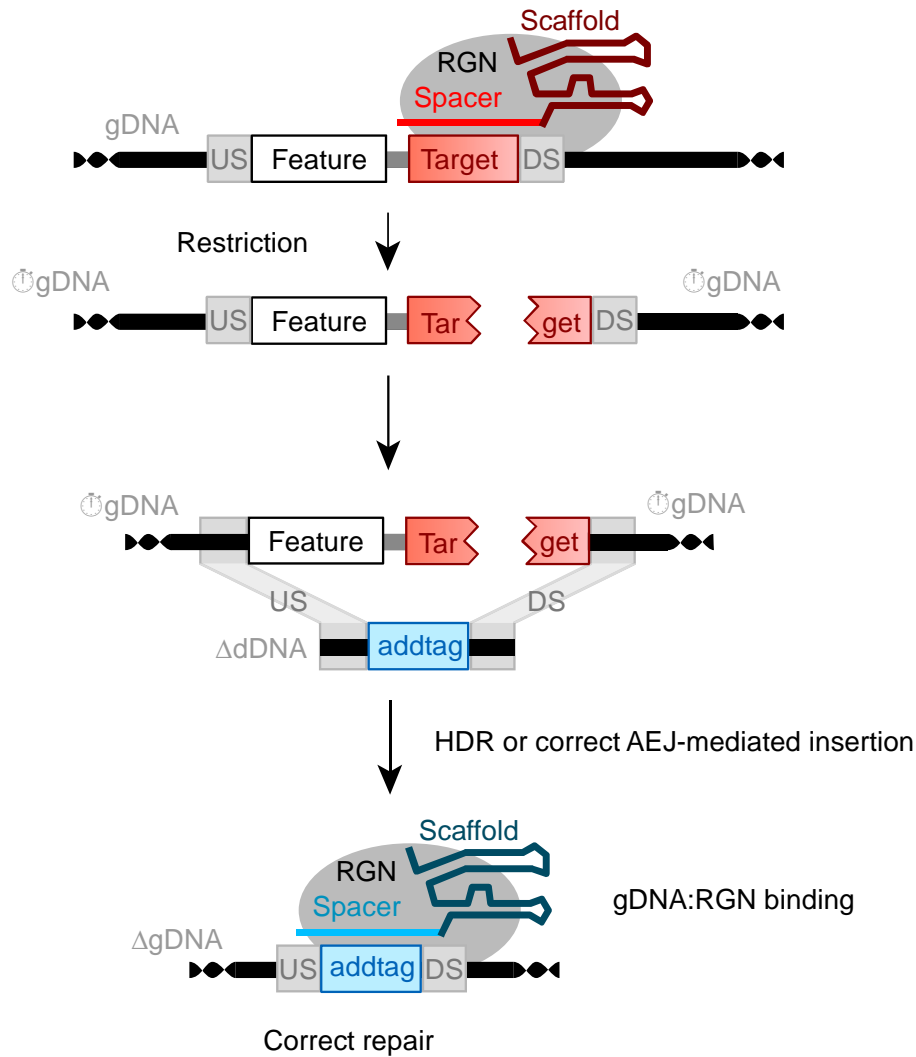 Scaffold
RGN
Spacer
gDNA
US Feature Target DS
Restriction
⏱gDNA ⏱gDNA
US Feature Tar get DS
⏱gDNA ⏱gDNA
Feature Tar get
US DS
ΔdDNA addtag
HDR or correct AEJ-mediated insertion
Scaffold
RGN
Spacer
gDNA:RGN binding
ΔgDNA
US addtag DS
Correct repair